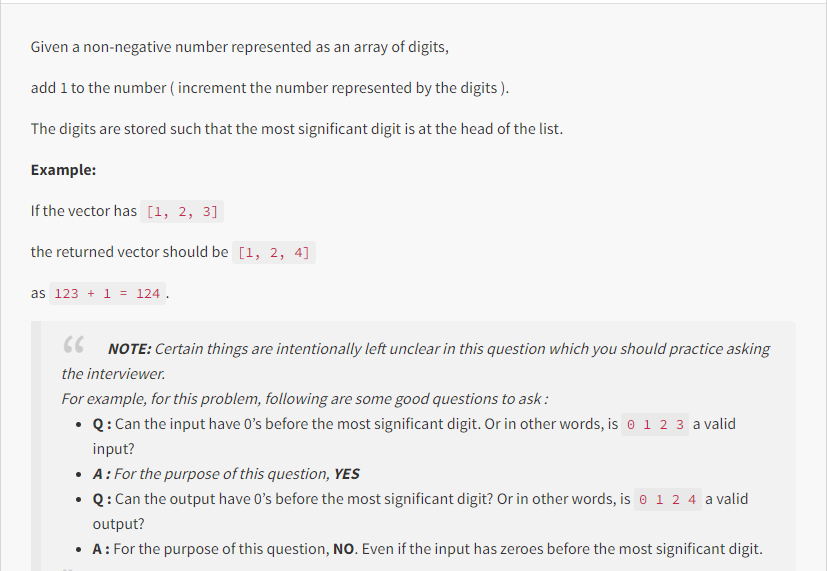 Given a non-negative number represented as an array of digits,
add 1 to the number ( increment the number represented by the digits ).
The digits are stored such that the most significant digit is at the head of the list.
Example:
If the vector has [1, 2, 3]
the returned vector should be [1, 2, 4]
as 123 + 1 = 124 .
“ NOTE: Certain things are intentionally left unclear in this question which you should practice asking
the interviewer.
For example, for this problem, following are some good questions to ask :
• Q : Can the input have 0’s before the most significant digit. Or in other words, is 0 1 2 3 a valid
input?
• A : For the purpose of this question, YES
• Q : Can the output have 0’s before the most significant digit? Or in other words, is 0 1 2 4 a valid
output?
• A : For the purpose of this question, NO. Even if the input has zeroes before the most significant digit.